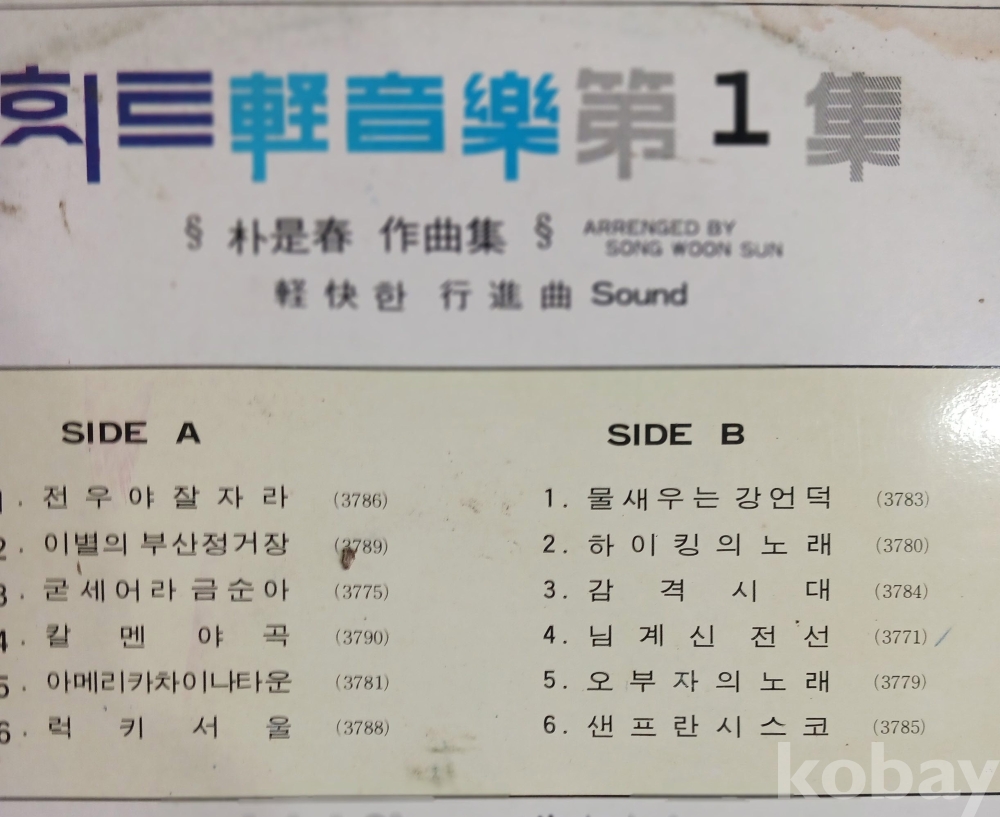 히트軽音樂第1集
§ 朴是春 作曲集 § ARRENGED BY
SONG WOON SUN
軽快한 行進曲 Sound
SIDE A
1. 전우야잘자라 (3786)
2. 이별의 부산정거장 (3789)
3. 굳세어라 금순아 (3775)
4. 칼멘야곡 (3790)
5. 아메리카차이나타운 (3781)
6. 럭키서울 (3788)
SIDE B
1. 물새우는 강언덕 (3783)
2. 하이킹의 노래 (3780)
3. 감격시대 (3784)
4. 님계신 전선 (3771)
5. 오부자의 노래 (3779)
6. 샌프란시스코 (3785)
kobay